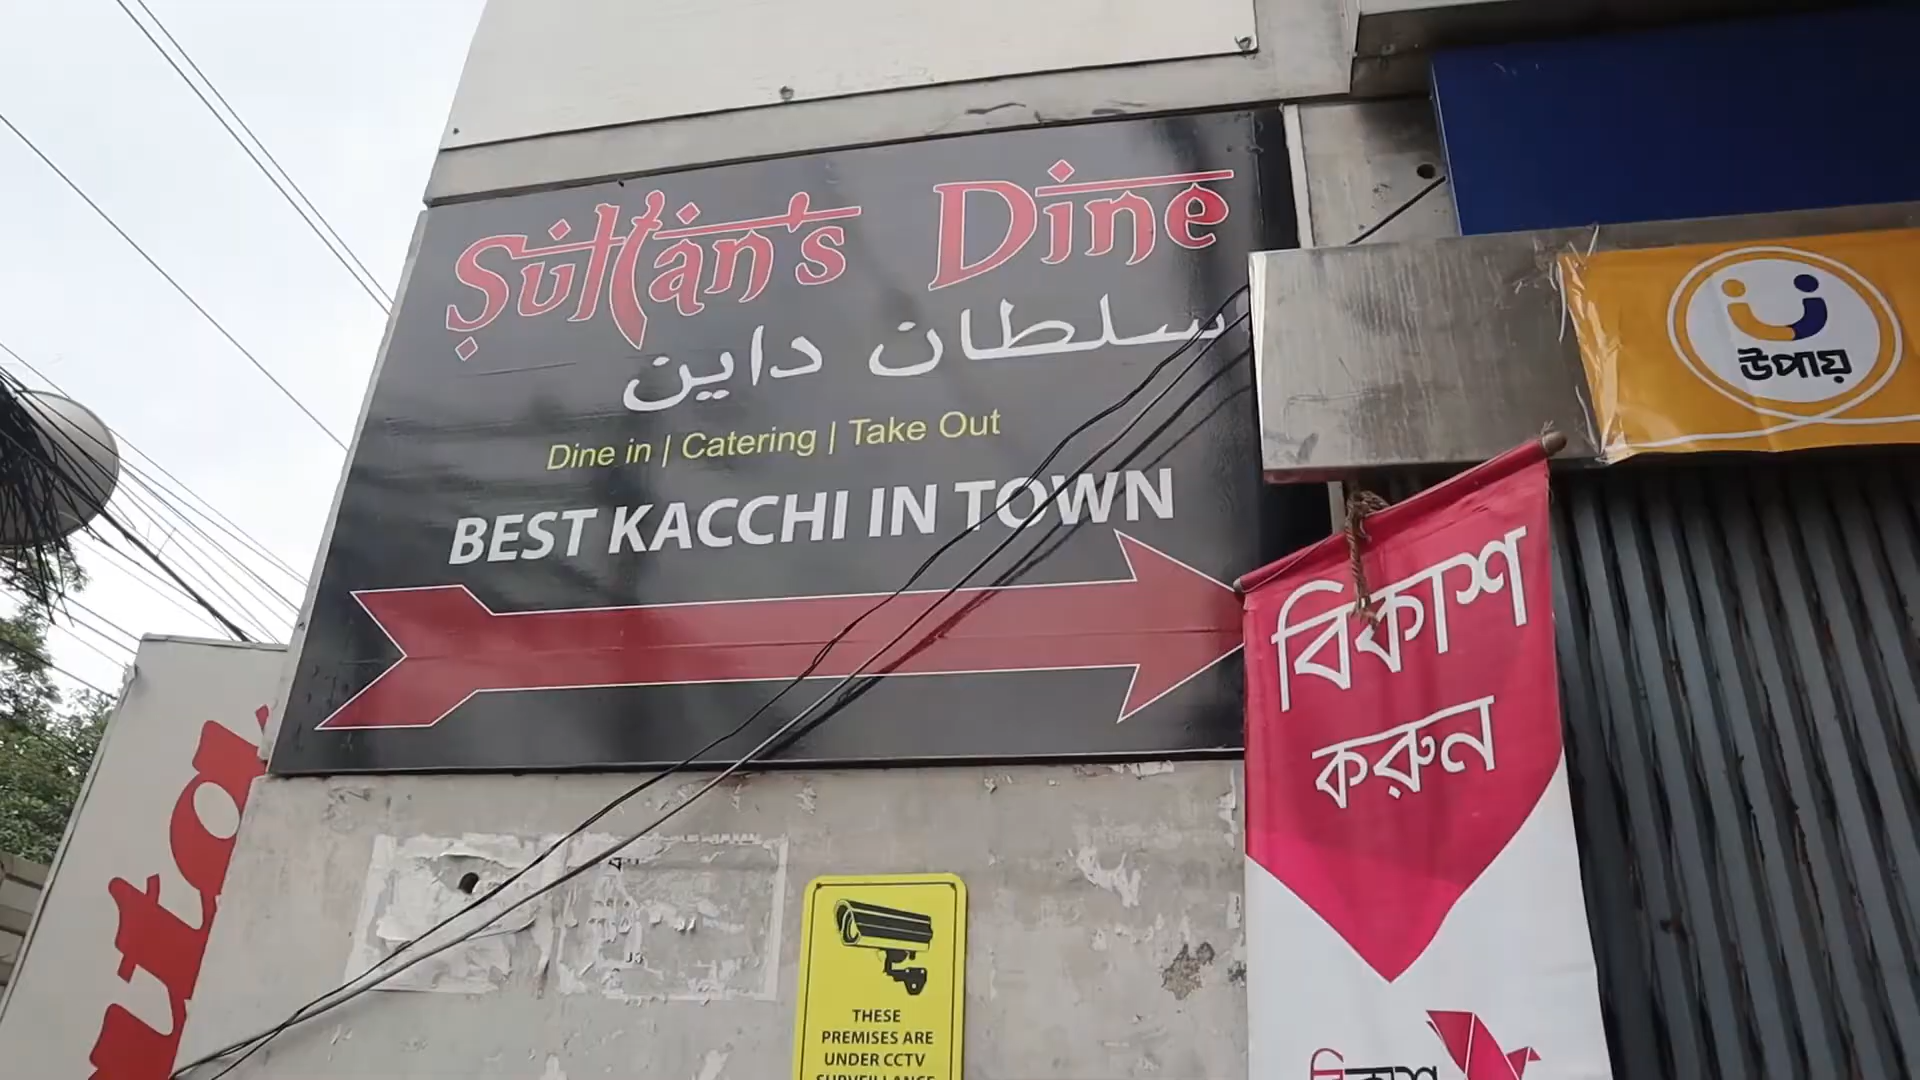 Sultan's Dine
سلطان داين
Dine in | Catering | Take Out
BEST KACCHI IN TOWN
উপায়
বিকাশ
করুন
THESE
PREMISES ARE
UNDER CCTV
SURVEILLANCE